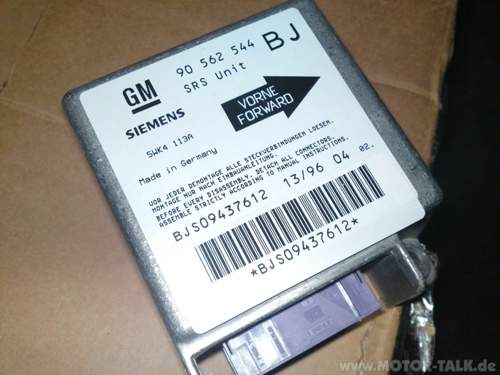 GM
90 562 544
BJ
SRS Unit
SIEMENS
VORNE
FORWARD
5WK4 113A
Made in Germany
VOR JEDER DEMONTAGE ALLE STECKVERBINDUNGEN LOESEN.
MONTAGE NUR NACH EINBAUANLEITUNG.
BEFORE EVERY DISASSEMBLY, DETACH ALL CONNECTORS.
ASSEMBLE STRICTLY ACCORDING TO MANUAL INSTRUCTIONS.
BJS09437612 13/96 04 02.
*BJS09437612*
www.MOTOR-TALK.de